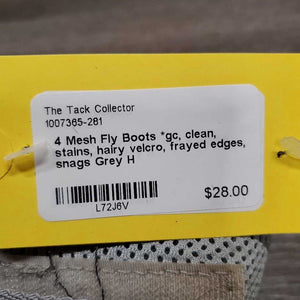 The Tack Collector
1007365-281
4 Mesh Fly Boots *gc, clean,
stains, hairy velcro, frayed edges,
snags Grey H
$28.00
L72J6V